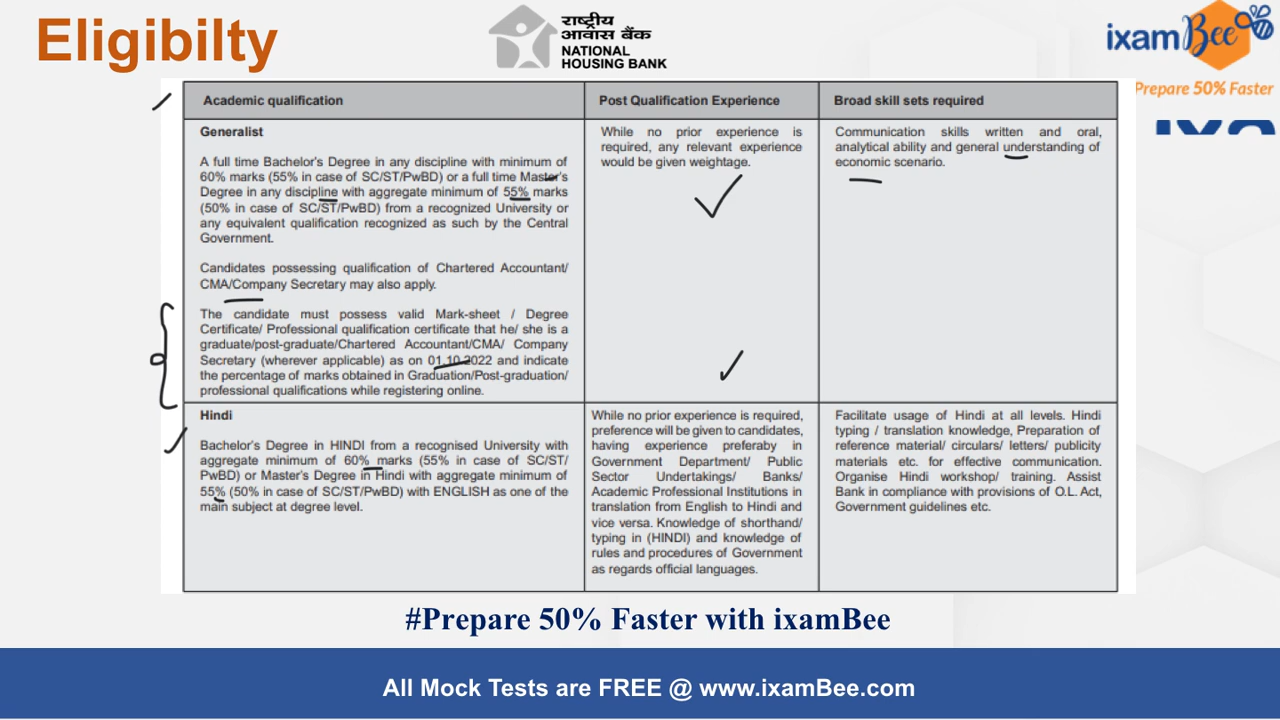 Eligibilty
राष्ट्रीय
आवास बैंक
NATIONAL
HOUSING BANK
ixamBee
Prepare 50% Faster
Academic qualification
Post Qualification Experience
Broad skill sets required
Generalist
A full time Bachelor's Degree in any discipline with minimum of
60% marks (55% in case of SC/ST/PwBD) or a full time Master's
Degree in any discipline with aggregate minimum of 55% marks
(50% in case of SC/ST/PwBD) from a recognized University or
any equivalent qualification recognized as such by the Central
Government.
Candidates possessing qualification of Chartered Accountant/
CMA/Company Secretary may also apply.
The candidate must possess valid Mark-sheet / Degree
Certificate/ Professional qualification certificate that he/ she is a
graduate/post-graduate/Chartered Accountant/CMA/ Company
Secretary (wherever applicable) as on 01.10.2022 and indicate
the percentage of marks obtained in Graduation/Post-graduation/
professional qualifications while registering online.
While no prior experience is
required, any relevant experience
would be given weightage.
Communication skills written and oral,
analytical ability and general understanding of
economic scenario.
Hindi
Bachelor's Degree in HINDI from a recognised University with
aggregate minimum of 60% marks (55% in case of SC/ST/
PwBD) or Master's Degree in Hindi with aggregate minimum of
55% (50% in case of SC/ST/PwBD) with ENGLISH as one of the
main subject at degree level.
While no prior experience is required,
preference will be given to candidates,
having experience preferaby in
Government Department/ Public
Sector Undertakings/ Banks/
Academic Professional Institutions in
translation from English to Hindi and
vice versa. Knowledge of shorthand/
typing in (HINDI) and knowledge of
rules and procedures of Government
as regards official languages.
Facilitate usage of Hindi at all levels. Hindi
typing / translation knowledge, Preparation of
reference material/ circulars/ letters/ publicity
materials etc. for effective communication.
Organise Hindi workshop/ training. Assist
Bank in compliance with provisions of O.L. Act,
Government guidelines etc.
#Prepare 50% Faster with ixamBee
All Mock Tests are FREE @ www.ixamBee.com